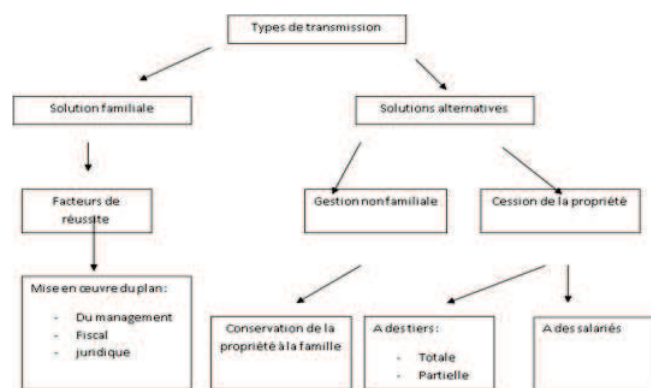 Types de transmission
Solution familiale
Solutions alternatives
Facteurs de
réussite
Gestion non familiale
Cession de la propriété
Mise en œuvre du plan :
- Du management
- Fiscal
- juridique
Conservation de la
propriété à la famille
A des tiers :
- Totale
- Partielle
A des salariés